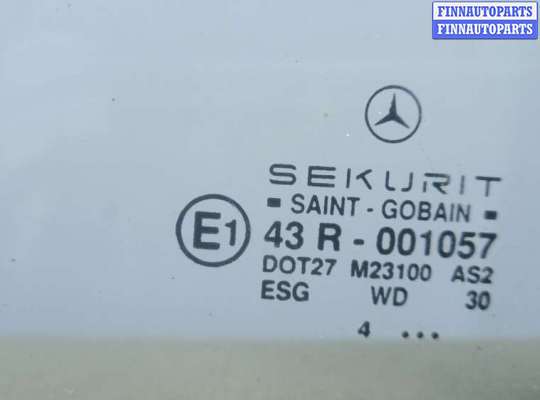 FINNAUTOPARTS
FINNAUTOPARTS
SEKURIT
SAINT - GOBAIN
E1 43 R - 001057
DOT27 M23100 AS2
ESG WD 30
4 ...